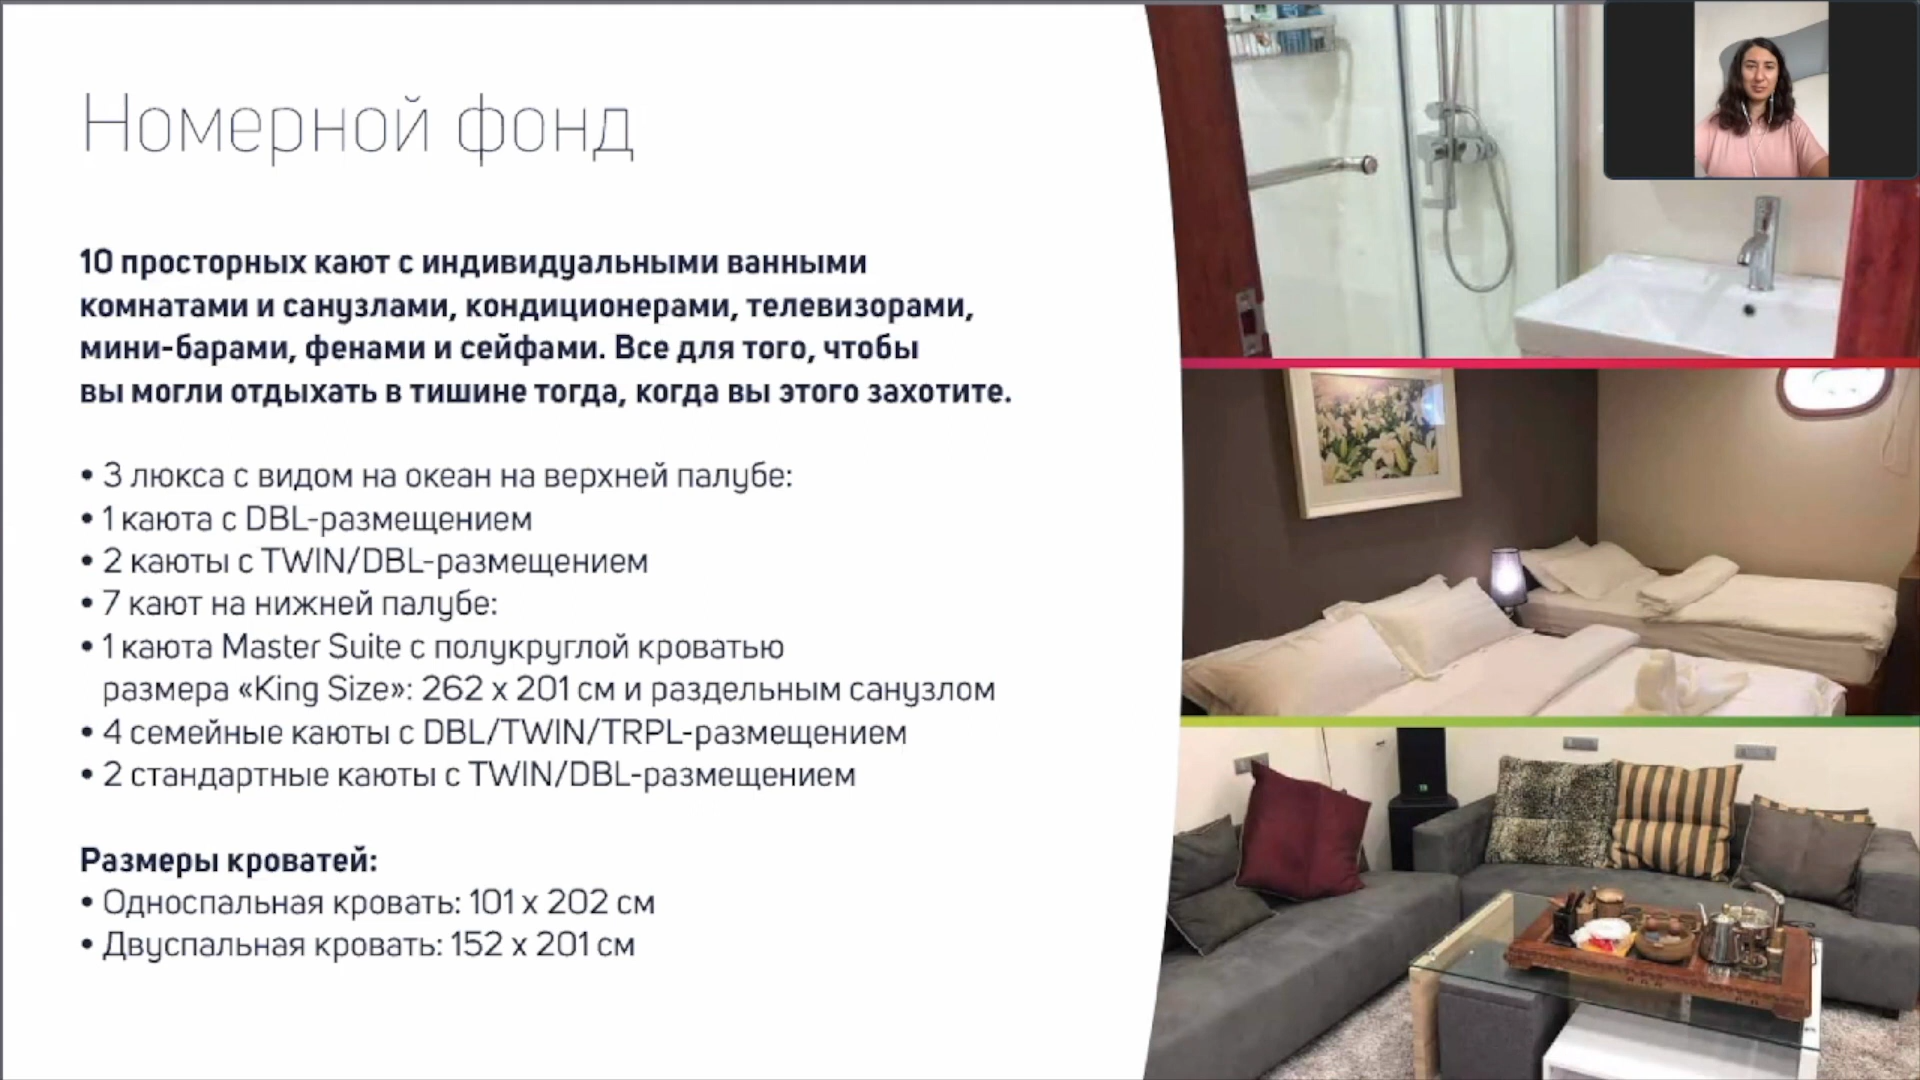 Номерной фонд
10 просторных кают с индивидуальными ванными
комнатами и санузлами, кондиционерами, телевизорами,
мини-барами, фенами и сейфами. Все для того, чтобы
вы могли отдыхать в тишине тогда, когда вы этого захотите.
• 3 люкса с видом на океан на верхней палубе:
• 1 каюта с DBL-размещением
• 2 каюты с TWIN/DBL-размещением
• 7 кают на нижней палубе:
• 1 каюта Master Suite с полукруглой кроватью
размера «King Size»: 262 x 201 см и раздельным санузлом
• 4 семейные каюты с DBL/TWIN/TRPL-размещением
• 2 стандартные каюты с TWIN/DBL-размещением
Размеры кроватей:
• Односпальная кровать: 101 x 202 см
• Двуспальная кровать: 152 x 201 см